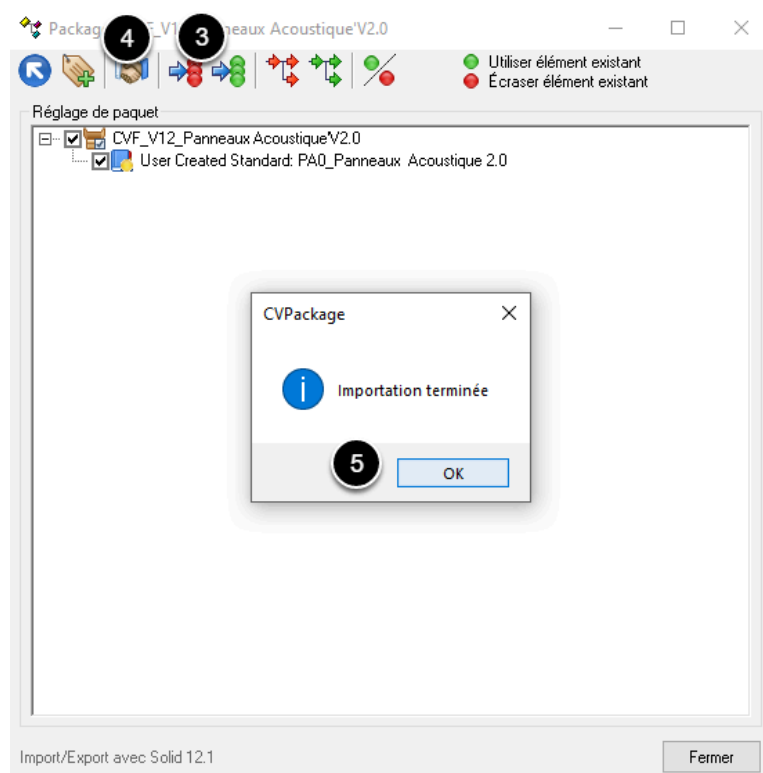 Packag
_V1
neaux Acoustique'V2.0
4
3
Utiliser élément existant
Écraser élément existant
Réglage de paquet
CVF_V12_Panneaux Acoustique'V2.0
User Created Standard: PA0_Panneaux Acoustique 2.0
CVPackage
Importation terminée
5
OK
Import/Export avec Solid 12.1
Fermer